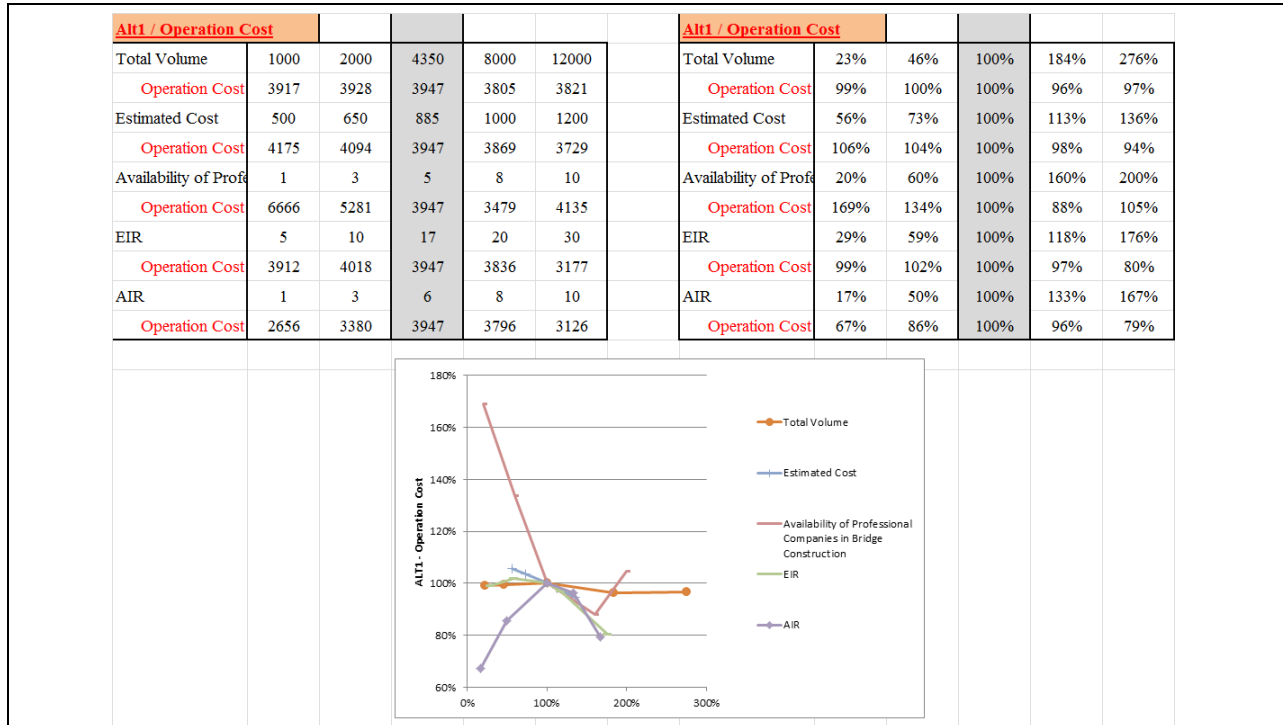 Alt1 / Operation Cost
Total Volume 1000 2000 4350 8000 12000
Operation Cost 3917 3928 3947 3805 3821
Estimated Cost 500 650 885 1000 1200
Operation Cost 4175 4094 3947 3869 3729
Availability of Profe 1 3 5 8 10
Operation Cost 6666 5281 3947 3479 4135
EIR 5 10 17 20 30
Operation Cost 3912 4018 3947 3836 3177
AIR 1 3 6 8 10
Operation Cost 2656 3380 3947 3796 3126
Alt1 / Operation Cost
Total Volume 23% 46% 100% 184% 276%
Operation Cost 99% 100% 100% 96% 97%
Estimated Cost 56% 73% 100% 113% 136%
Operation Cost 106% 104% 100% 98% 94%
Availability of Profe 20% 60% 100% 160% 200%
Operation Cost 169% 134% 100% 88% 105%
EIR 29% 59% 100% 118% 176%
Operation Cost 99% 102% 100% 97% 80%
AIR 17% 50% 100% 133% 167%
Operation Cost 67% 86% 100% 96% 79%
ALT1 - Operation Cost
180%
160%
140%
120%
100%
80%
60%
0% 100% 200% 300%
Total Volume
Estimated Cost
Availability of Professional
Companies in Bridge
Construction
EIR
AIR